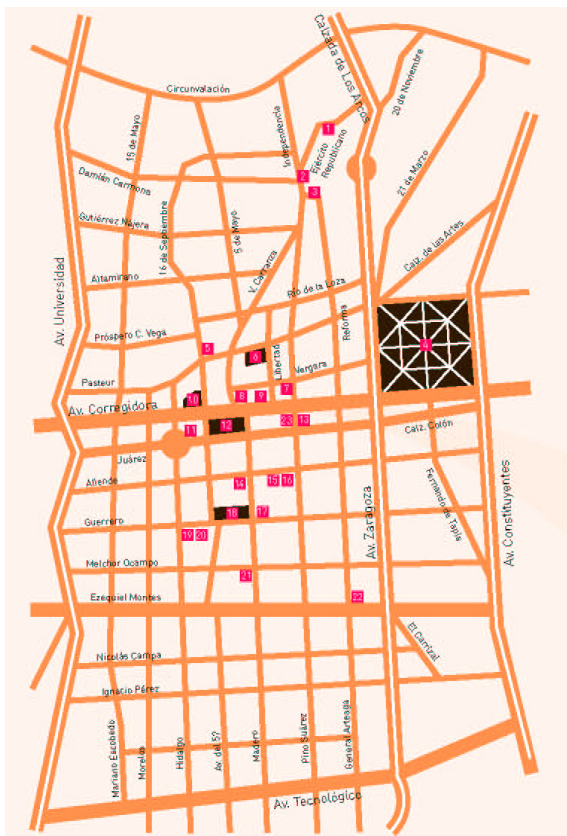 Calzada de Los Arcos
Circunvalación
20 de Noviembre
15 de Mayo
Independencia
1
Ejército
Republicano
21 de Marzo
2
3
Damián Carmona
Gutiérrez Nájera
16 de Septiembre
5 de Mayo
V. Carranza
Calz. de las Artes
Altamirano
Río de la Loza
Av. Universidad
Próspero C. Vega
5
6
Libertad
Reforma
4
Pasteur
Vergara
7
Av. Corregidora
10
8
9
11
12
23
13
Calz. Colón
Juárez
Allende
14
15
16
Fernando de Tapia
Guerrero
18
17
Av. Zaragoza
Av. Constituyentes
19
20
Melchor Ocampo
21
Ezequiel Montes
22
El Carrizal
Nicolás Campa
Ignacio Pérez
Mariano Escobedo
Morelos
Hidalgo
Av. del 5?
Madero
Pino Suárez
General Arteaga
Av. Tecnológico